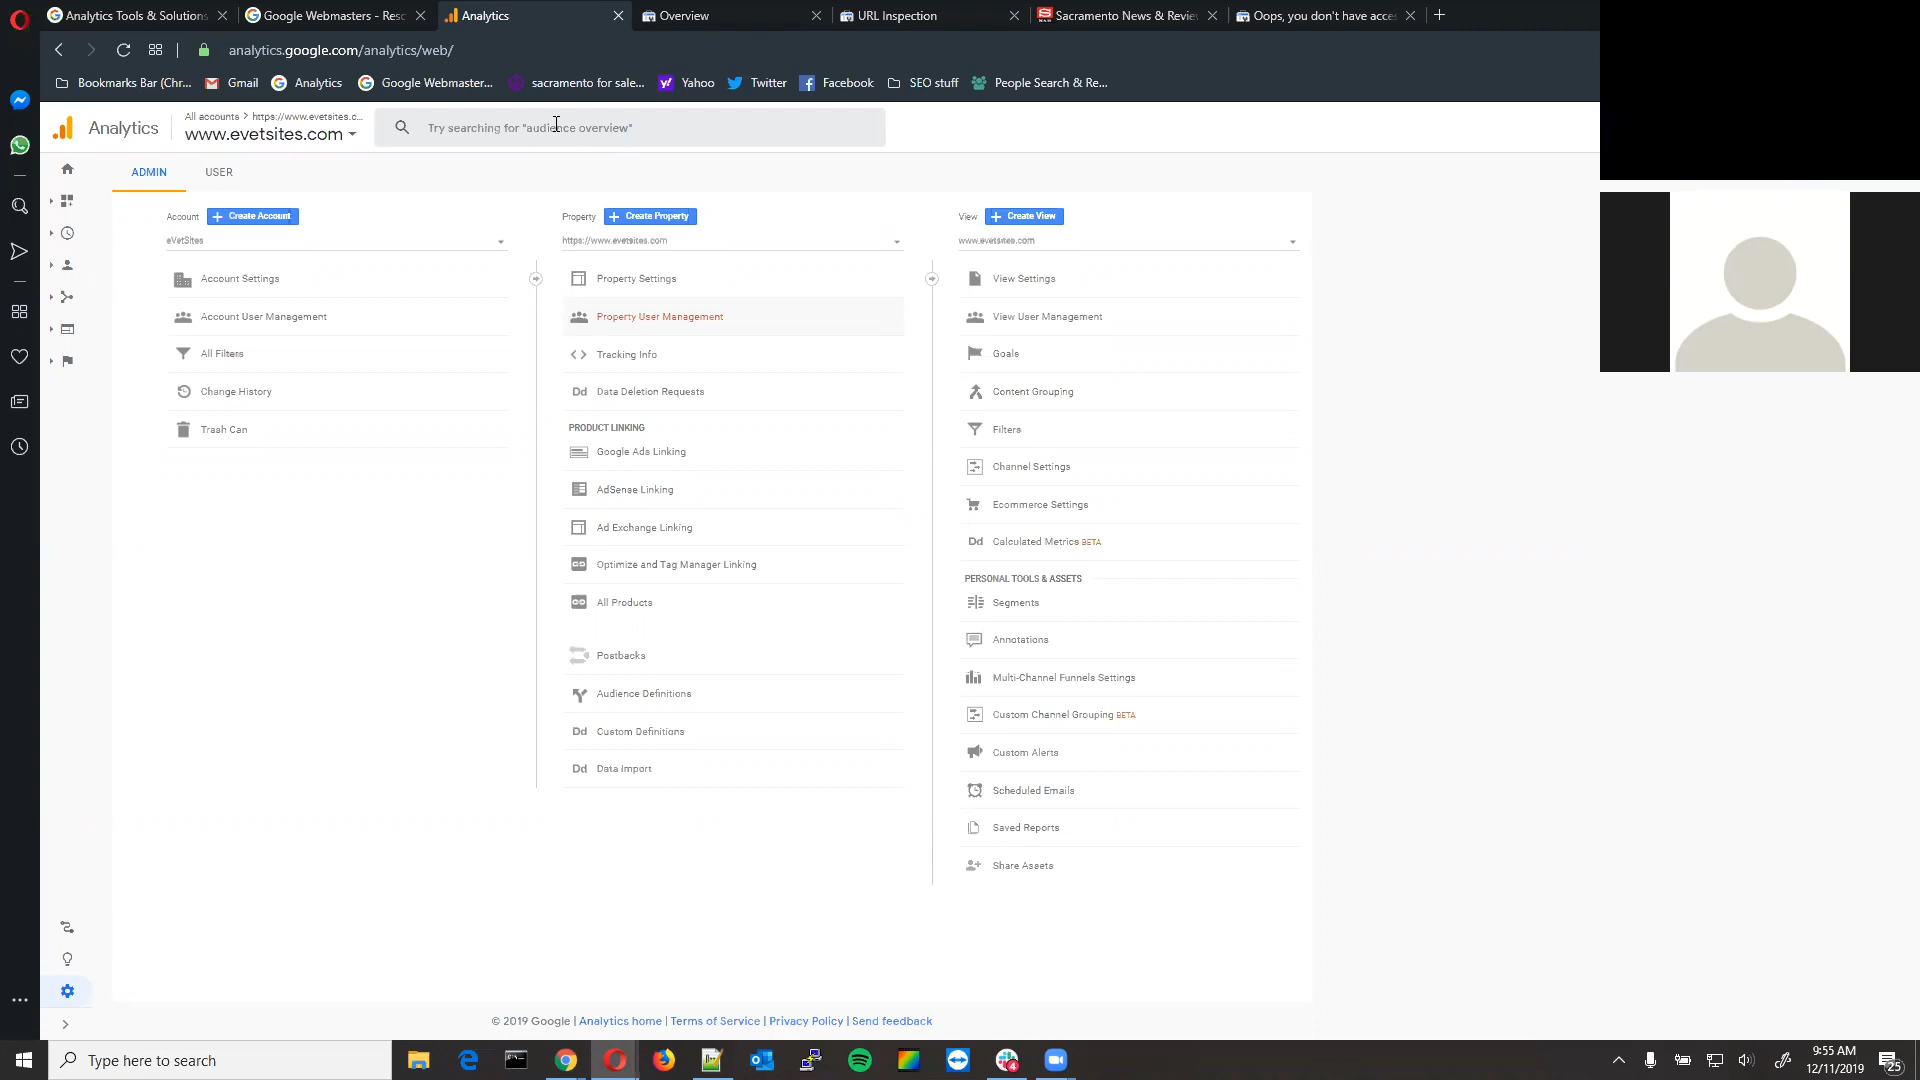 Analytics Tools & Solutions
Google Webmasters - Resc
Analytics
Overview
URL Inspection
Sacramento News & Revie
Oops, you don't have acces
analytics.google.com/analytics/web/
Bookmarks Bar (Chr...
Gmail
Analytics
Google Webmaster...
sacramento for sale...
Yahoo
Twitter
Facebook
SEO stuff
People Search & Re...
Analytics
All accounts > https://www.evetsites.c...
www.evetsites.com
Try searching for "audience overview"
ADMIN
USER
Account
+ Create Account
eVetSites
Account Settings
Account User Management
All Filters
Change History
Trash Can
Property
+ Create Property
https://www.evetsites.com
Property Settings
Property User Management
Tracking Info
Dd Data Deletion Requests
PRODUCT LINKING
Google Ads Linking
AdSense Linking
Ad Exchange Linking
Optimize and Tag Manager Linking
All Products
Postbacks
Audience Definitions
Dd Custom Definitions
Dd Data Import
View
+ Create View
www.evetsites.com
View Settings
View User Management
Goals
Content Grouping
Filters
Channel Settings
Ecommerce Settings
Dd Calculated Metrics BETA
PERSONAL TOOLS & ASSETS
Segments
Annotations
Multi-Channel Funnels Settings
Custom Channel Grouping BETA
Custom Alerts
Scheduled Emails
Saved Reports
Share Assets
© 2019 Google | Analytics home | Terms of Service | Privacy Policy | Send feedback
Type here to search
4
9:55 AM
12/11/2019
25